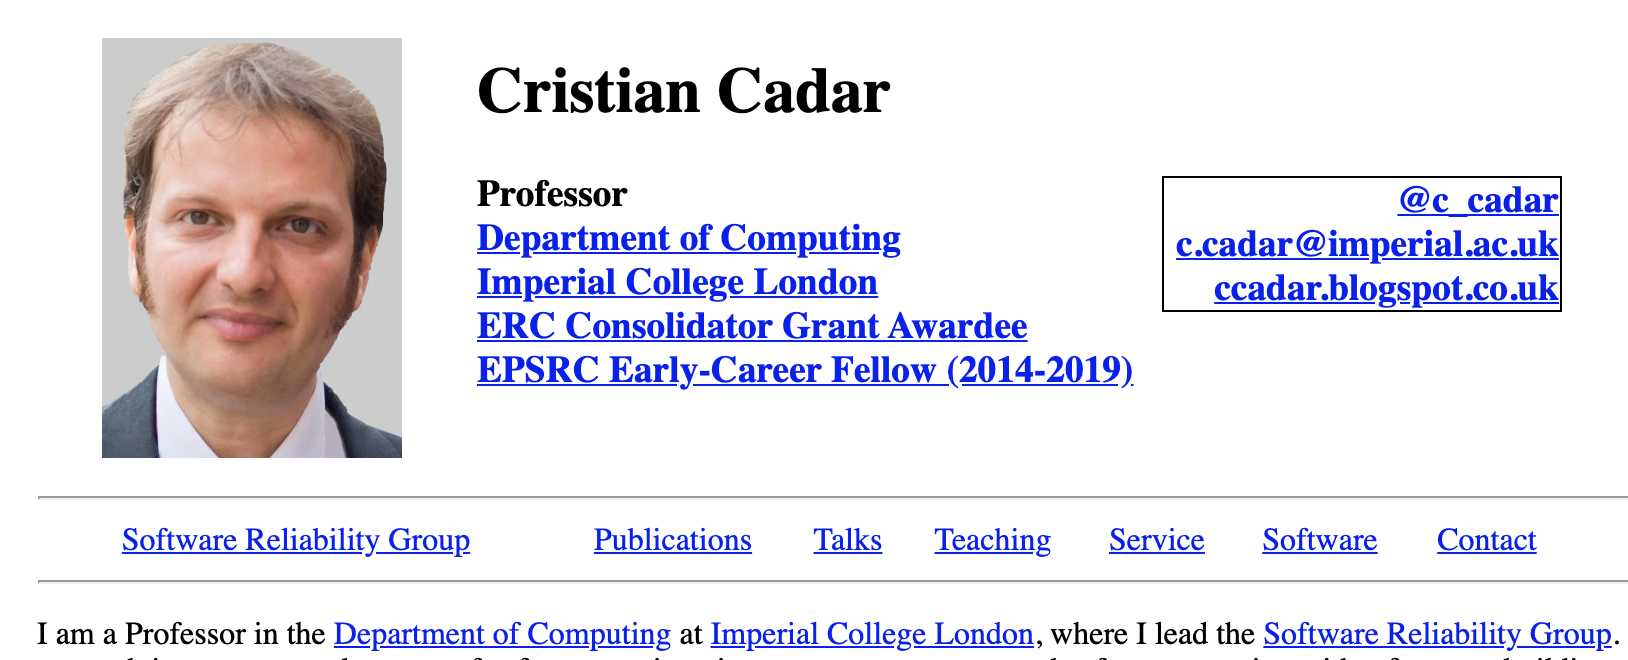 Cristian Cadar
Professor
Department of Computing
Imperial College London
ERC Consolidator Grant Awardee
EPSRC Early-Career Fellow (2014-2019)
@c_cadar
c.cadar@imperial.ac.uk
ccadar.blogspot.co.uk
Software Reliability Group Publications Talks Teaching Service Software Contact
I am a Professor in the Department of Computing at Imperial College London, where I lead the Software Reliability Group.